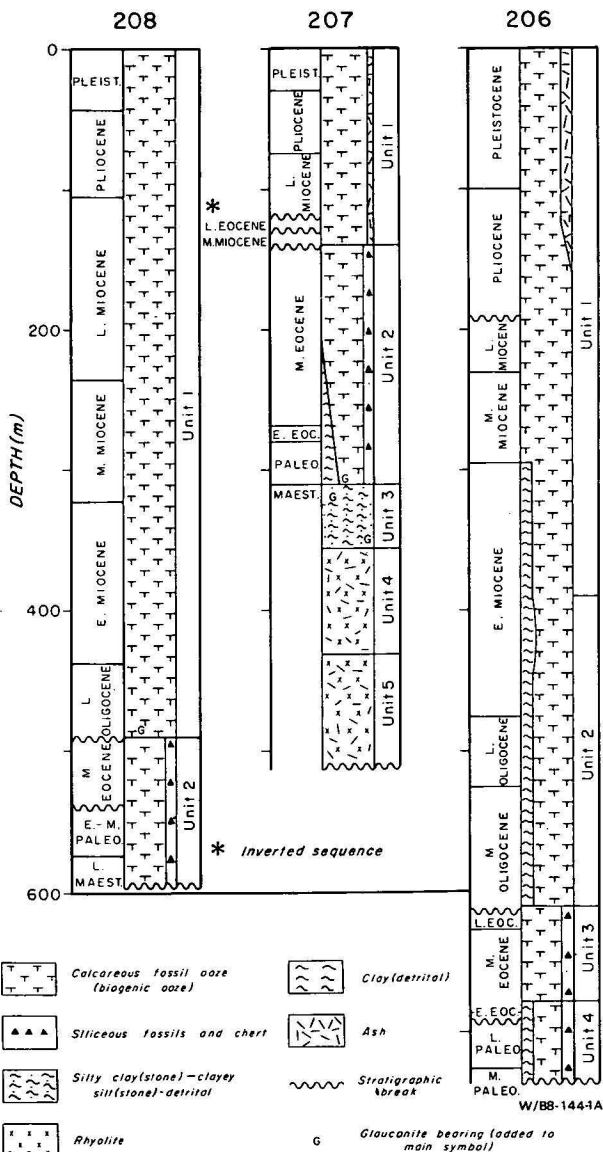 208
207
206
DEPTH(m)
0
200
400
600
PLEIST.
PLIOCENE
L. MIOCENE
M. MIOCENE
E. MIOCENE
L
OLIGOCENE
M
EOCENE
E.-M.
PALEO.
L.
MAEST.
G
Unit 1
Unit 2
PLEIST.
PLIOCENE
L.
MIOCENE
*
L. EOCENE
M. MIOCENE
M. EOCENE
E. EOC.
PALEO
MAEST.
G
G
G
Unit 1
Unit 2
Unit 3
Unit 4
Unit 5
* Inverted sequence
PLEISTOCENE
PLIOCENE
L.
MIOCEN
M.
MIOCENE
E. MIOCENE
L.
OLIGOCENE
M
OLIGOCENE
L.EOC.
M.
EOCENE
E.EOC.
L.
PALEO
M.
PALEO.
Unit 1
Unit 2
Unit 3
Unit 4
W/B8-144-1A
Calcareous fossil ooze
(biogenic ooze)
Siliceous fossils and chert
Silty clay(stone)—clayey
silt(stone)-detrital
Rhyolite
Clay(detrital)
Ash
Stratigraphic
break
G
Glauconite bearing (added to
main symbol)